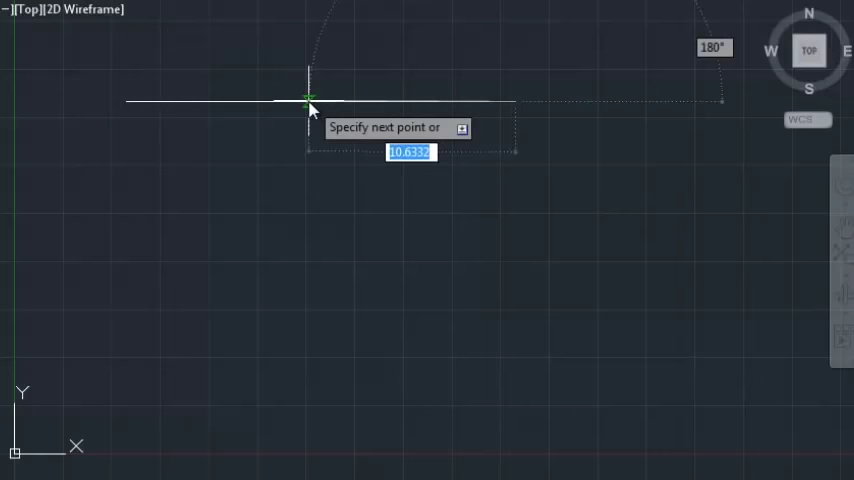 −][Top][2D Wireframe]
N
180°
W
TOP
E
S
WCS
Specify next point or
10.6332
Y
X